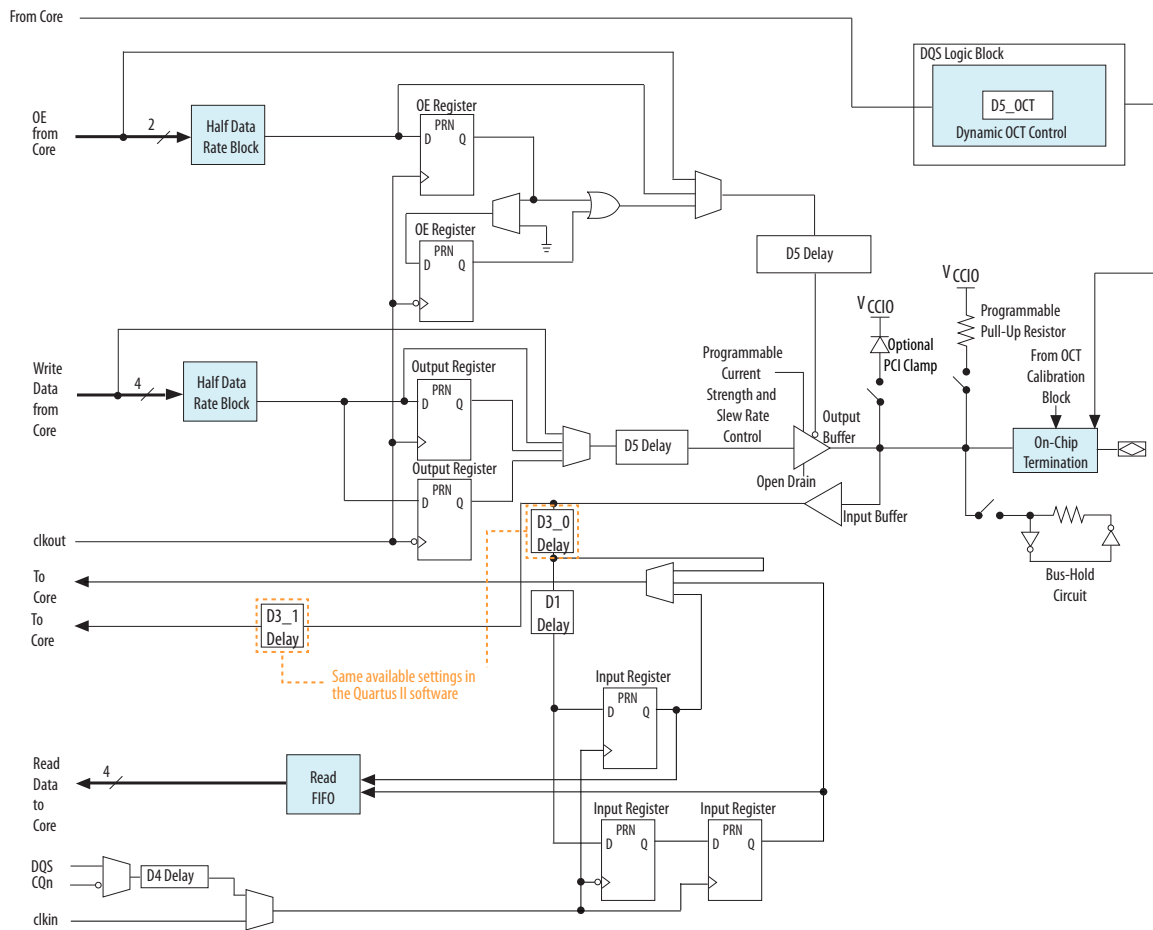 From Core
DQS Logic Block
D5_OCT
Dynamic OCT Control
OE
from
Core
2
Half Data
Rate Block
OE Register
PRN
D
Q
OE Register
PRN
D
Q
D5 Delay
V CCIO
Programmable
Pull-Up Resistor
V CCIO
Optional
PCI Clamp
From OCT
Calibration
Block
Write
Data
from
Core
4
Half Data
Rate Block
Output Register
PRN
D
Q
Output Register
PRN
D
Q
D5 Delay
Programmable
Current
Strength and
Slew Rate
Control
Output
Buffer
Open Drain
Input Buffer
On-Chip
Termination
Bus-Hold
Circuit
clkout
D3_0
Delay
To
Core
D1
Delay
To
Core
D3_1
Delay
Same available settings in
the Quartus II software
Input Register
PRN
D
Q
Read
Data
to
Core
4
Read
FIFO
Input Register
PRN
D
Q
Input Register
PRN
D
Q
DQS
CQn
D4 Delay
clkin